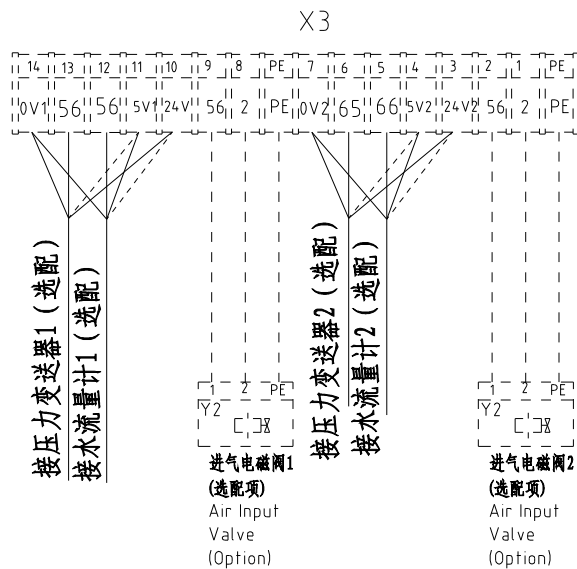 X3
14 13 12 11 10 9 8 PE 7 6 5 4 3 2 1 PE
0V1 56 56 5V1 24V 56 2 PE 0V2 65 66 5V2 24V2 56 2 PE
接压力变送器1(选配)
接水流量计1(选配)
接压力变送器2(选配)
接水流量计2(选配)
1 2 PE
Y2
进气电磁阀1
(选配项)
Air Input
Valve
(Option)
1 2 PE
Y2
进气电磁阀2
(选配项)
Air Input
Valve
(Option)